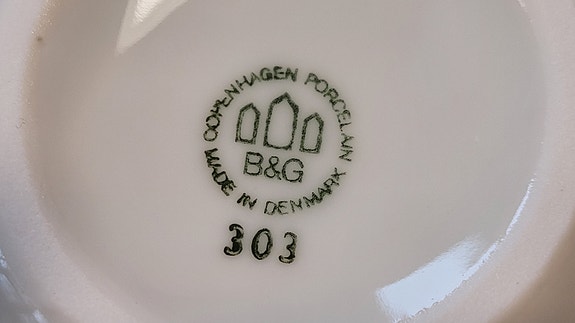 COPENHAGEN PORCELAIN
B&G
MADE IN DENMARK
303